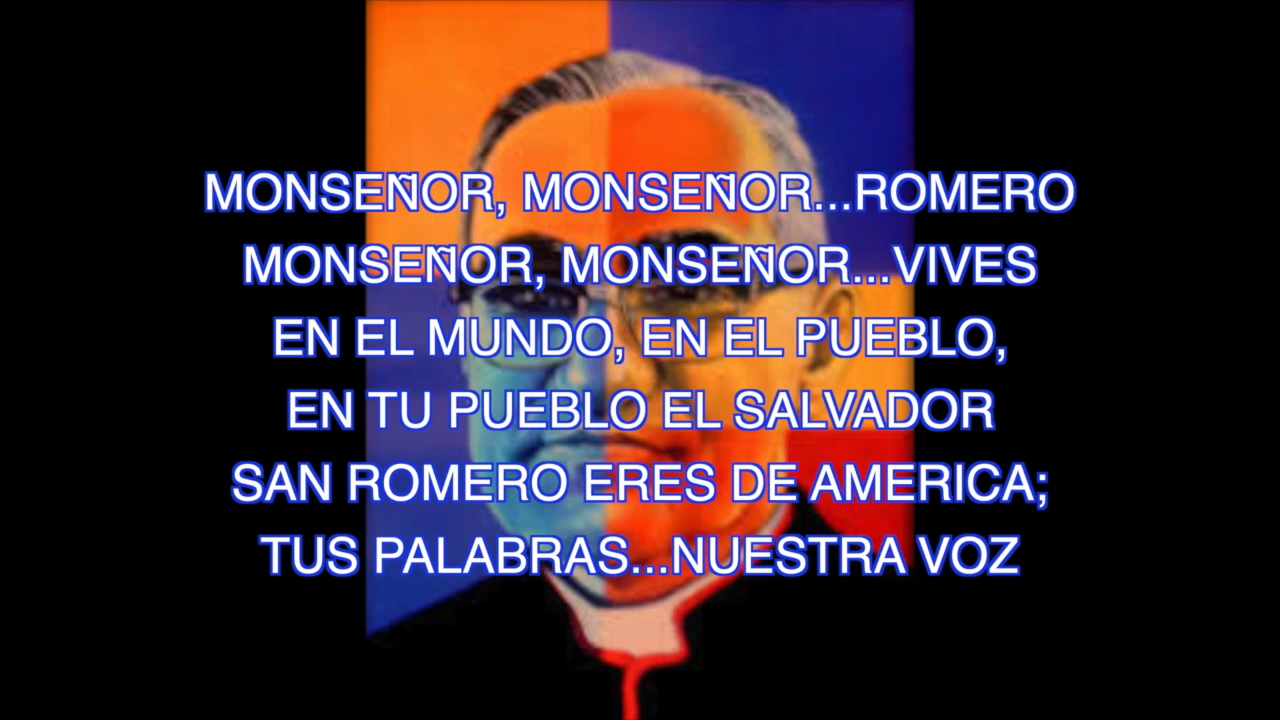 MONSEÑOR, MONSEÑOR...ROMERO
MONSEÑOR, MONSEÑOR...VIVES
EN EL MUNDO, EN EL PUEBLO,
EN TU PUEBLO EL SALVADOR
SAN ROMERO ERES DE AMERICA;
TUS PALABRAS...NUESTRA VOZ